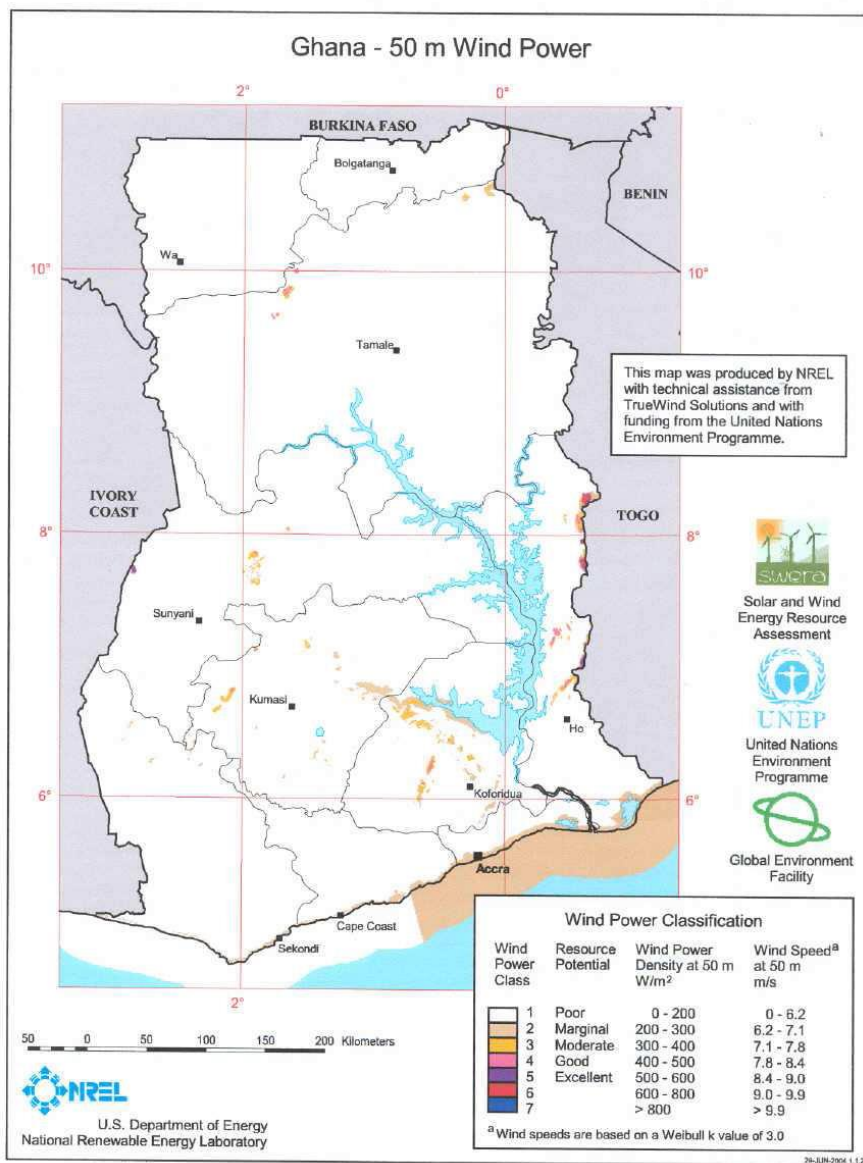 Ghana - 50 m Wind Power
2° 0°
BURKINA FASO
Bolgatanga
BENIN
Wa
10° 10°
Tamale
This map was produced by NREL
with technical assistance from
TrueWind Solutions and with
funding from the United Nations
Environment Programme.
IVORY
COAST
TOGO
8° 8°
swera
Solar and Wind
Energy Resource
Assessment
Sunyani
Kumasi
Ho
UNEP
United Nations
Environment
Programme
Koforidua
6° 6°
Accra
Global Environment
Facility
Cape Coast
Sekondi
2°
Wind Power Classification
Wind Power Class Resource Potential Wind Power Density at 50 m W/m² Wind Speedᵃ at 50 m m/s
1 Poor 0 - 200 0 - 6.2
2 Marginal 200 - 300 6.2 - 7.1
3 Moderate 300 - 400 7.1 - 7.8
4 Good 400 - 500 7.8 - 8.4
5 Excellent 500 - 600 8.4 - 9.0
6 600 - 800 9.0 - 9.9
7 > 800 > 9.9
ᵃ Wind speeds are based on a Weibull k value of 3.0
50 0 50 100 150 200 Kilometers
NREL
U.S. Department of Energy
National Renewable Energy Laboratory